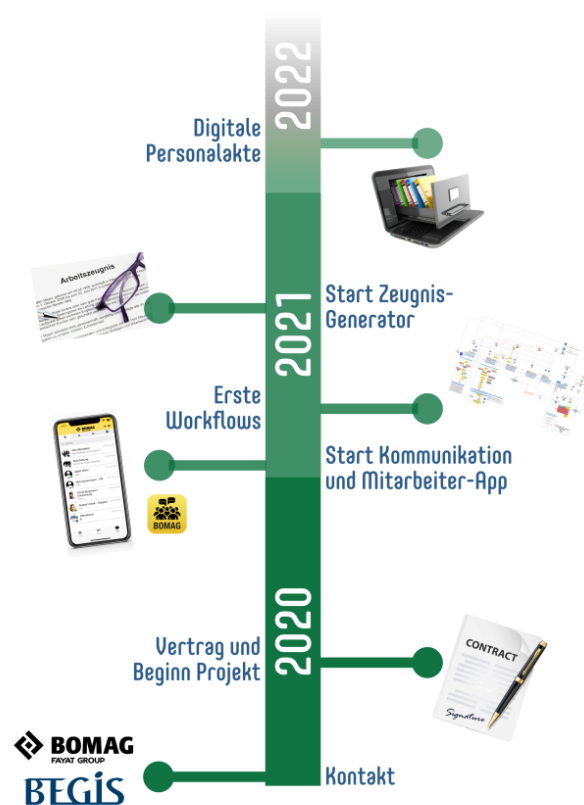 2022
Digitale
Personalakte
Arbeitszeugnis
2021
Start Zeugnis-
Generator
Erste
Workflows
BOMAG
Start Kommunikation
und Mitarbeiter-App
BOMAG
2020
Vertrag und
Beginn Projekt
CONTRACT
Signature
BOMAG
FAYAT GROUP
BEGIS
Kontakt